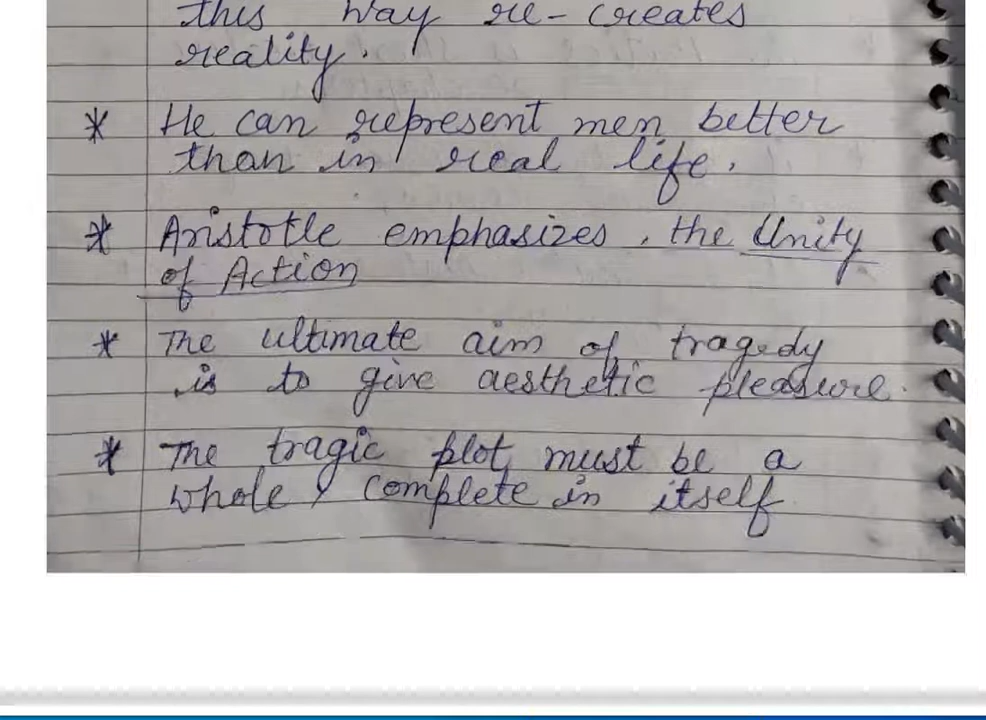 this way re-creates
reality.
* He can represent men better
than in real life.
* Aristotle emphasizes, the Unity
of Action
* The ultimate aim of tragedy
is to give aesthetic pleasure.
* The tragic plot must be a
whole, complete in itself